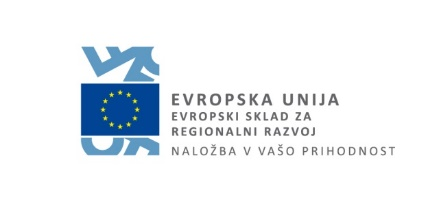 EVROPSKA UNIJA
EVROPSKI SKLAD ZA
REGIONALNI RAZVOJ
NALOŽBA V VAŠO PRIHODNOST